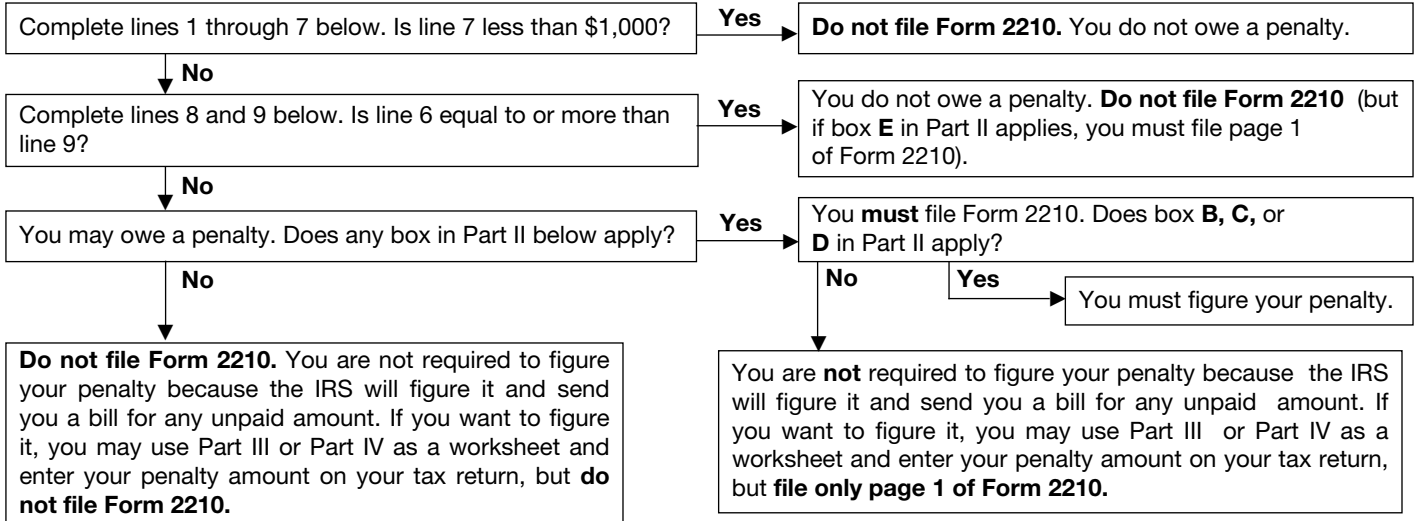 Complete lines 1 through 7 below. Is line 7 less than $1,000?
Yes
Do not file Form 2210. You do not owe a penalty.
No
Complete lines 8 and 9 below. Is line 6 equal to or more than
line 9?
Yes
You do not owe a penalty. Do not file Form 2210 (but
if box E in Part II applies, you must file page 1
of Form 2210).
No
You may owe a penalty. Does any box in Part II below apply?
Yes
You must file Form 2210. Does box B, C, or
D in Part II apply?
No
No
Yes
You must figure your penalty.
Do not file Form 2210. You are not required to figure
your penalty because the IRS will figure it and send
you a bill for any unpaid amount. If you want to figure
it, you may use Part III or Part IV as a worksheet and
enter your penalty amount on your tax return, but do
not file Form 2210.
You are not required to figure your penalty because the IRS
will figure it and send you a bill for any unpaid amount. If
you want to figure it, you may use Part III or Part IV as a
worksheet and enter your penalty amount on your tax return,
but file only page 1 of Form 2210.